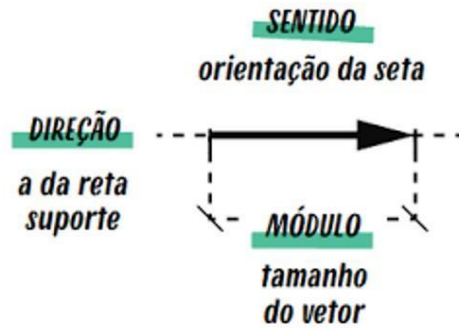 SENTIDO
orientação da seta
DIREÇÃO
a da reta
suporte
MÓDULO
tamanho
do vetor